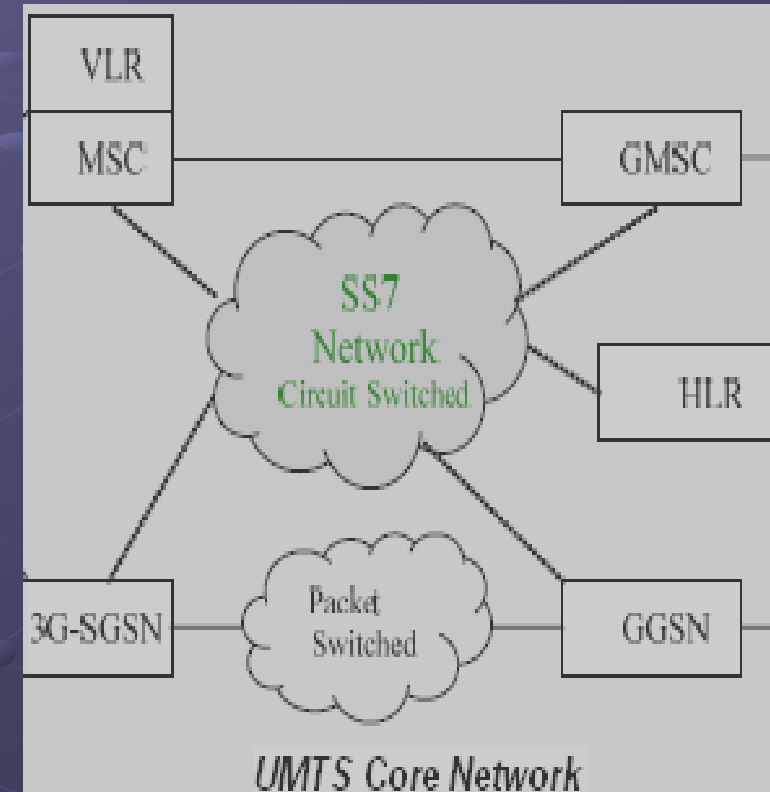 VLR
MSC
GMSC
SS7
Network
Circuit Switched
HLR
Packet
Switched
3G-SGSN
GGSN
UMTS Core Network